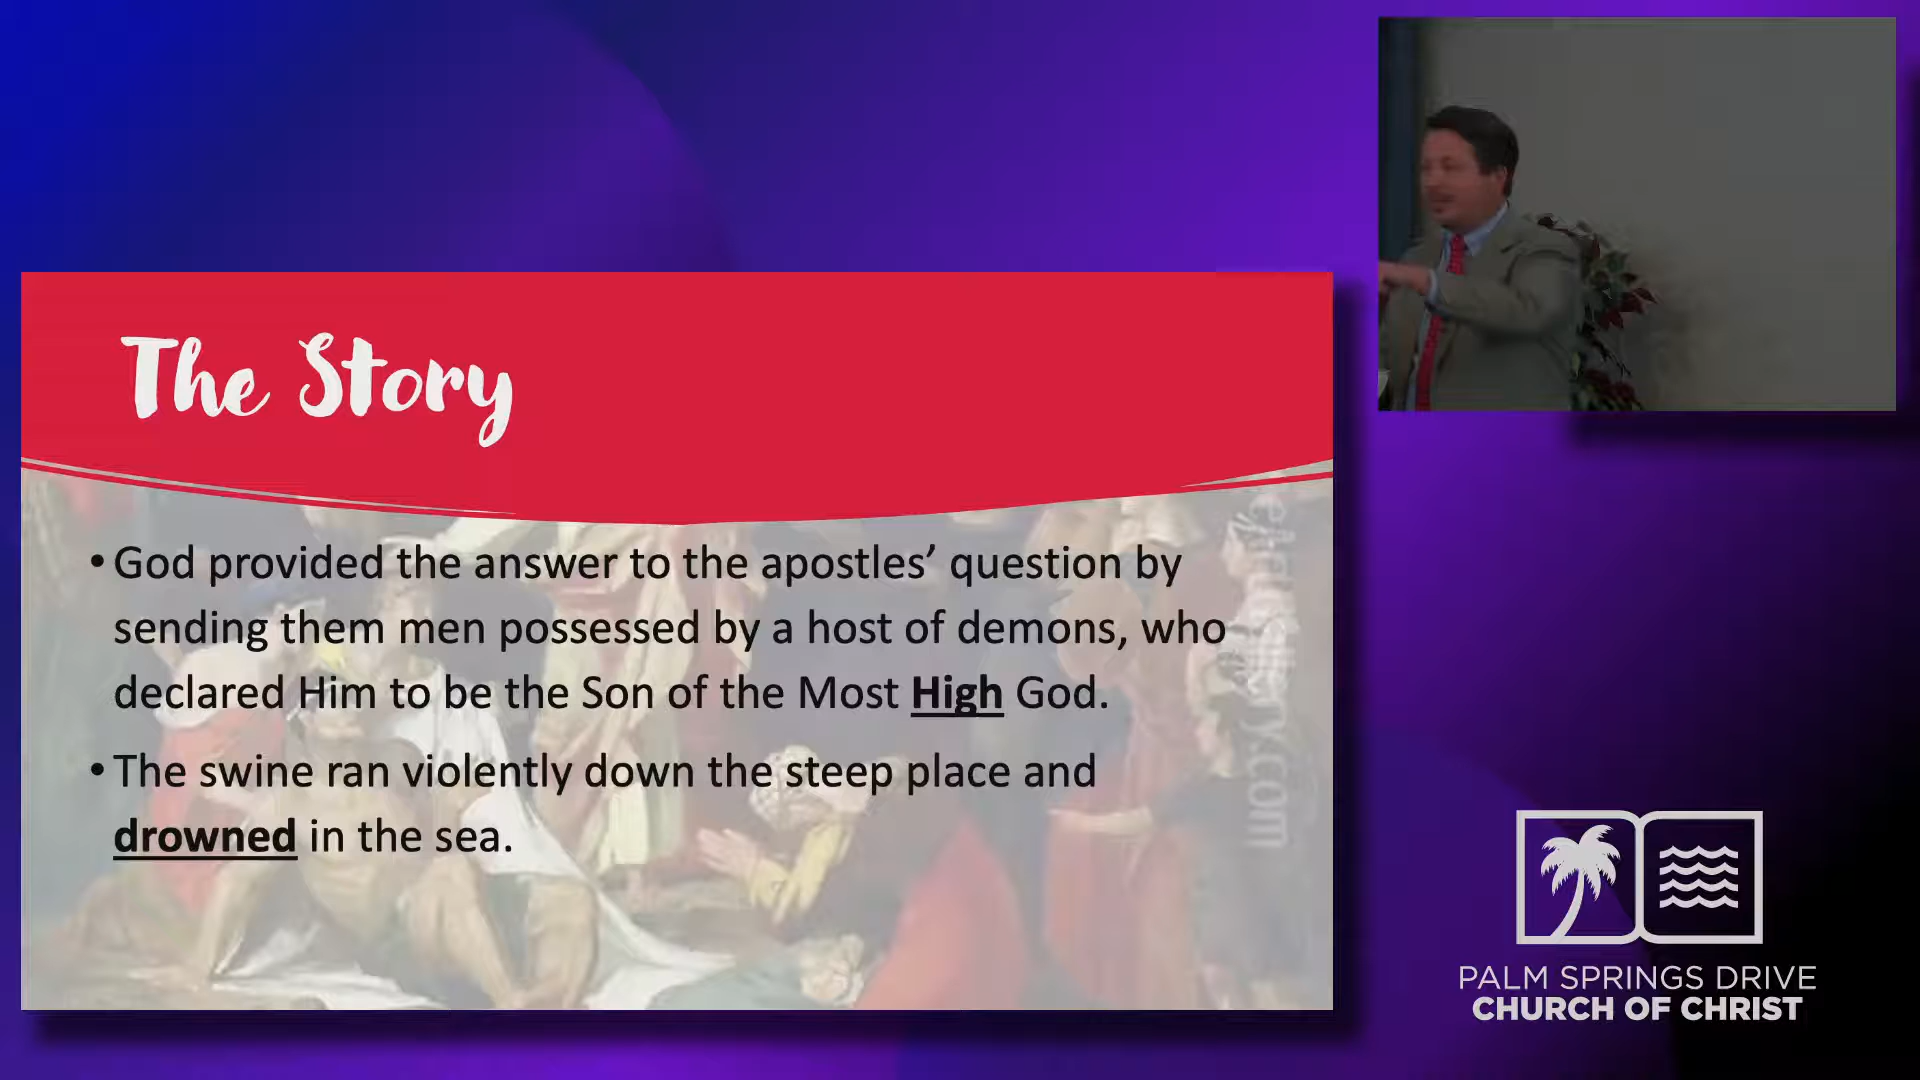 The Story
• God provided the answer to the apostles’ question by
sending them men possessed by a host of demons, who
declared Him to be the Son of the Most High God.
• The swine ran violently down the steep place and
drowned in the sea.
PALM SPRINGS DRIVE
CHURCH OF CHRIST